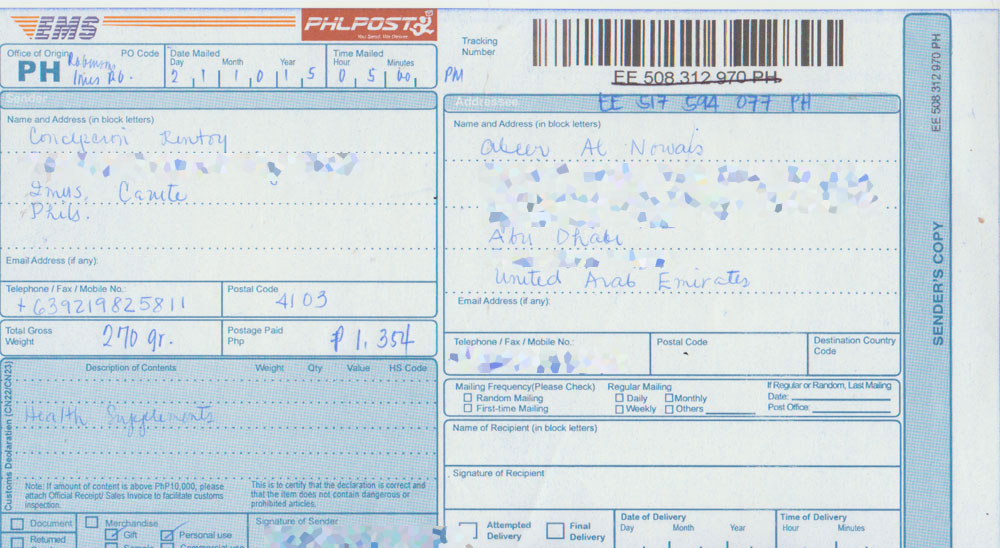 EMS
PHLPOST
You Send We Deliver
Office of Origin PO Code
PH
Date Mailed
Day Month Year
2 1 1 0 1 5
Time Mailed
Hour Minutes
0 5 00 PM
Tracking
Number
EE 508 312 970 PH
EE 517 594 077 PH
EE 508 312 970 PH
SENDER'S COPY
Sender
Name and Address (in block letters)
Concepcion
Imus, Cavite
Phils.
Email Address (if any):
Telephone / Fax / Mobile No.:
+639219825811
Postal Code
4103
Total Gross
Weight
270 gr.
Postage Paid
Php
₱ 1,354
Customs Declaration (CN22/CN23)
Description of Contents Weight Qty Value HS Code
Health Supplements
Note: If amount of content is above PhP10,000, please
attach Official Receipt/ Sales Invoice to facilitate customs
inspection.
This is to certify that the declaration is correct and
that the item does not contain dangerous or
prohibited articles.
Document
Returned
Merchandise
Gift
Personal use
Signature of Sender
Addressee
Name and Address (in block letters)
Abeer Al Nowais
Abu Dhabi
United Arab Emirates
Email Address (if any):
Telephone / Fax / Mobile No.:
Postal Code
Destination Country
Code
Mailing Frequency(Please Check)
Random Mailing
First-time Mailing
Regular Mailing
Daily Monthly
Weekly Others
If Regular or Random, Last Mailing
Date:
Post Office:
Name of Recipient (in block letters)
Signature of Recipient
Attempted
Delivery
Final
Delivery
Date of Delivery
Day Month Year
Time of Delivery
Hour Minutes